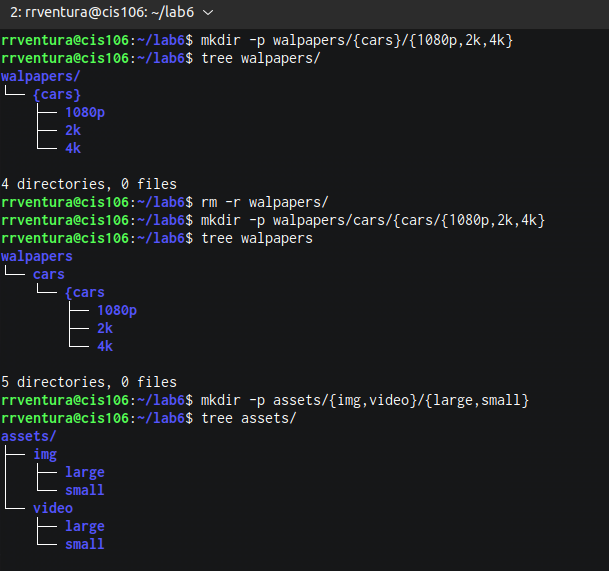 2: rrventura@cis106: ~/lab6
rrventura@cis106:~/lab6$ mkdir -p walpapers/{cars}/{1080p,2k,4k}
rrventura@cis106:~/lab6$ tree walpapers/
walpapers/
└── {cars}
    ├── 1080p
    ├── 2k
    └── 4k
4 directories, 0 files
rrventura@cis106:~/lab6$ rm -r walpapers/
rrventura@cis106:~/lab6$ mkdir -p walpapers/cars/{cars/{1080p,2k,4k}
rrventura@cis106:~/lab6$ tree walpapers
walpapers
└── cars
    └── {cars
        ├── 1080p
        ├── 2k
        └── 4k
5 directories, 0 files
rrventura@cis106:~/lab6$ mkdir -p assets/{img,video}/{large,small}
rrventura@cis106:~/lab6$ tree assets/
assets/
├── img
│   ├── large
│   └── small
└── video
    ├── large
    └── small